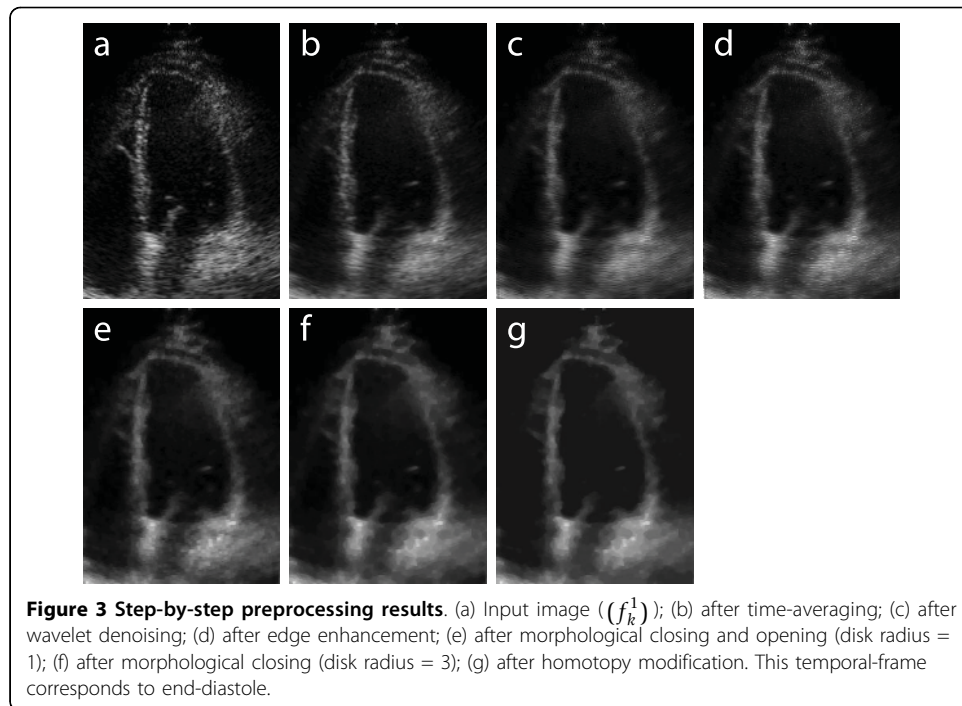 a b c d
e f g
Figure 3 Step-by-step preprocessing results. (a) Input image ((f_k^1)); (b) after time-averaging; (c) after
wavelet denoising; (d) after edge enhancement; (e) after morphological closing and opening (disk radius =
1); (f) after morphological closing (disk radius = 3); (g) after homotopy modification. This temporal-frame
corresponds to end-diastole.